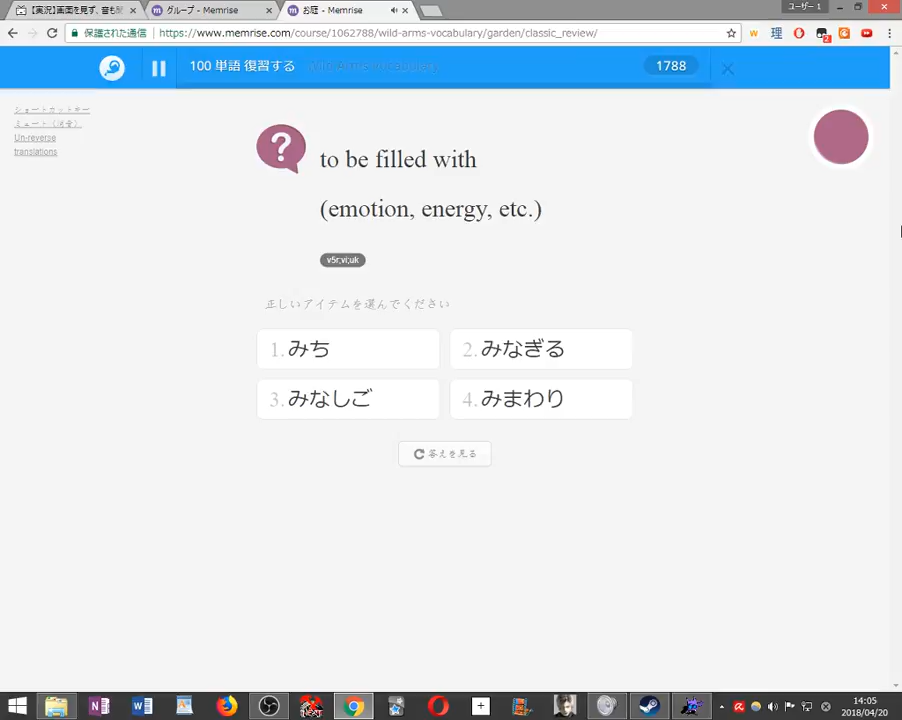 【実況】画面を見ず、音も
グループ - Memrise
お庭 - Memrise
ユーザー 1
保護された通信
https://www.memrise.com/course/1062788/wild-arms-vocabulary/garden/classic_review/
100 単語 復習する
Wild Arms Vocabulary
1788
ショートカットキー
ミュート（消音）
Un-reverse
translations
to be filled with
(emotion, energy, etc.)
v5r;vi;uk
正しいアイテムを選んでください
1. みち
2. みなぎる
3. みなしご
4. みまわり
答えを見る
14:05
2018/04/20